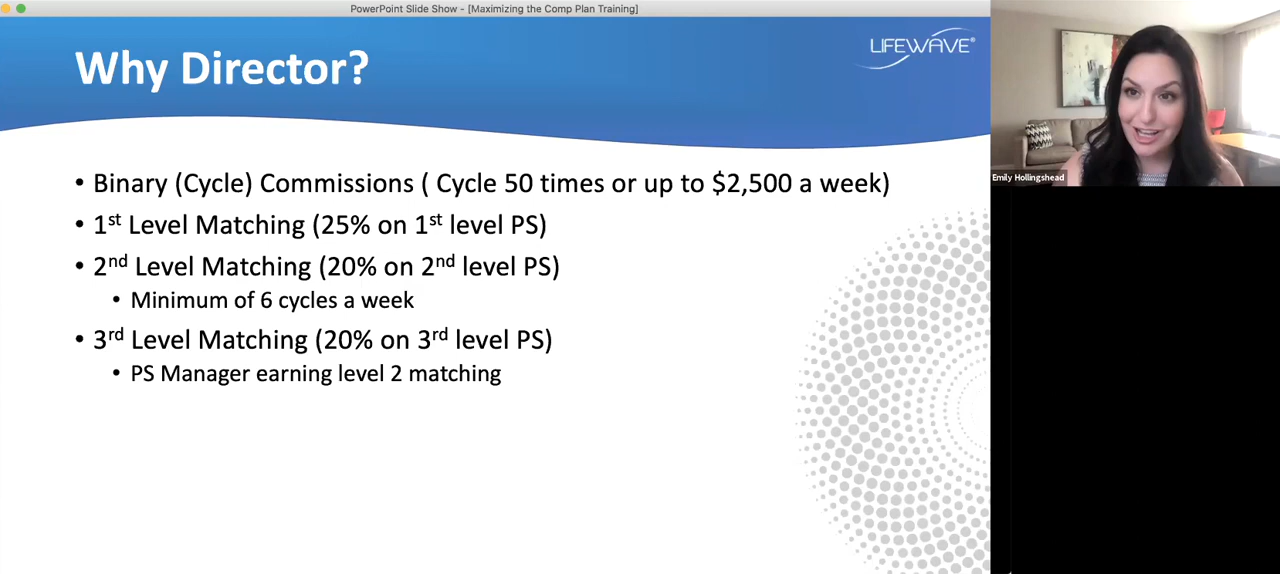 PowerPoint Slide Show - [Maximizing the Comp Plan Training]
Why Director?
LIFEWAVE®
• Binary (Cycle) Commissions ( Cycle 50 times or up to $2,500 a week)
• 1st Level Matching (25% on 1st level PS)
• 2nd Level Matching (20% on 2nd level PS)
• Minimum of 6 cycles a week
• 3rd Level Matching (20% on 3rd level PS)
• PS Manager earning level 2 matching
Emily Hollingshead